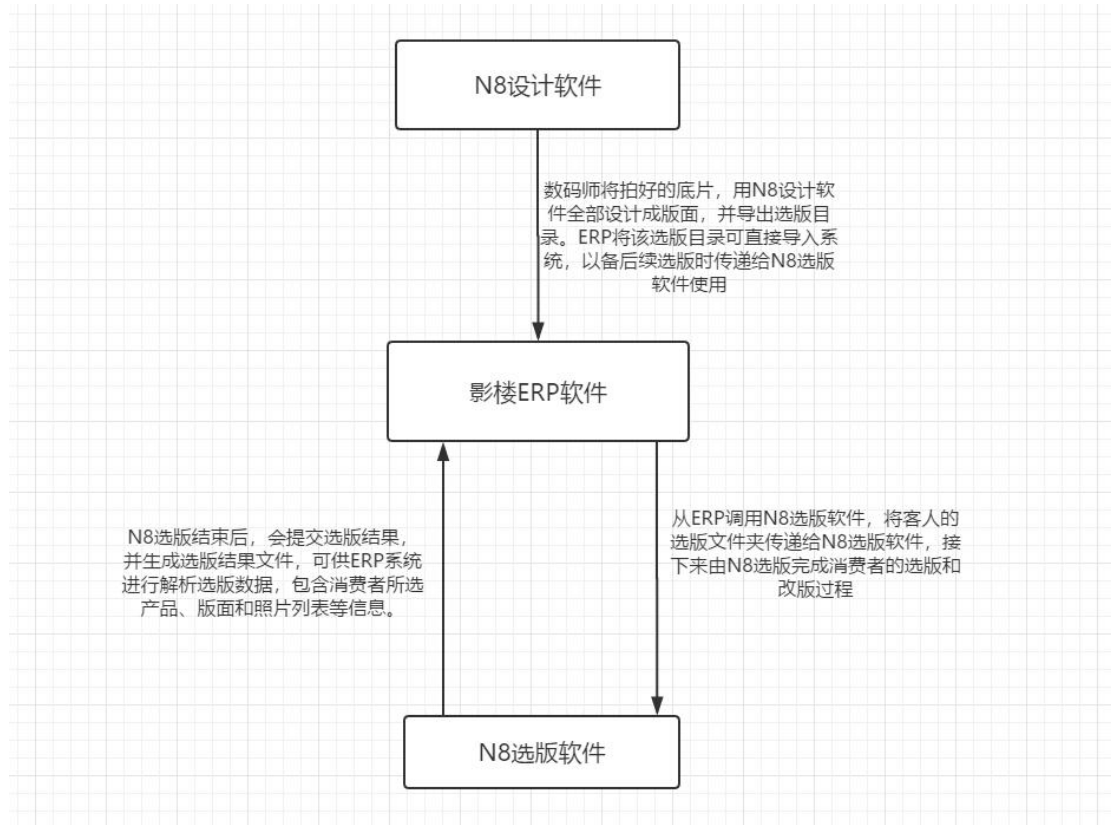 N8设计软件
数码师将拍好的底片，用N8设计软
件全部设计成版面，并导出选版目
录。ERP将该选版目录可直接导入系
统，以备后续选版时传递给N8选版
软件使用
影楼ERP软件
N8选版结束后，会提交选版结果，
并生成选版结果文件，可供ERP系统
进行解析选版数据，包含消费者所选
产品、版面和照片列表等信息。
从ERP调用N8选版软件，将客人的
选版文件夹传递给N8选版软件，接
下来由N8选版完成消费者的选版和
改版过程
N8选版软件